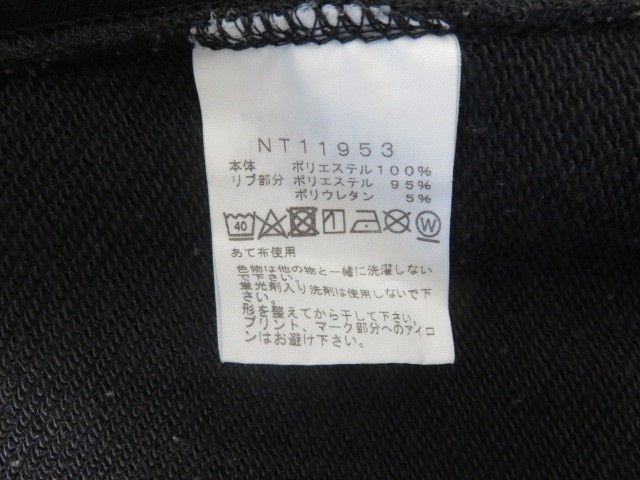 NT11953
本体 ポリエステル100%
リブ部分 ポリエステル 95%
ポリウレタン 5%
40 W
あて布使用
色物は他の物と一緒に洗濯しない
で下さい。
蛍光剤入り洗剤は使用しないで下
さい。
形を整えてから干して下さい。
プリント、マーク部分へのアイロ
ンはお避け下さい。